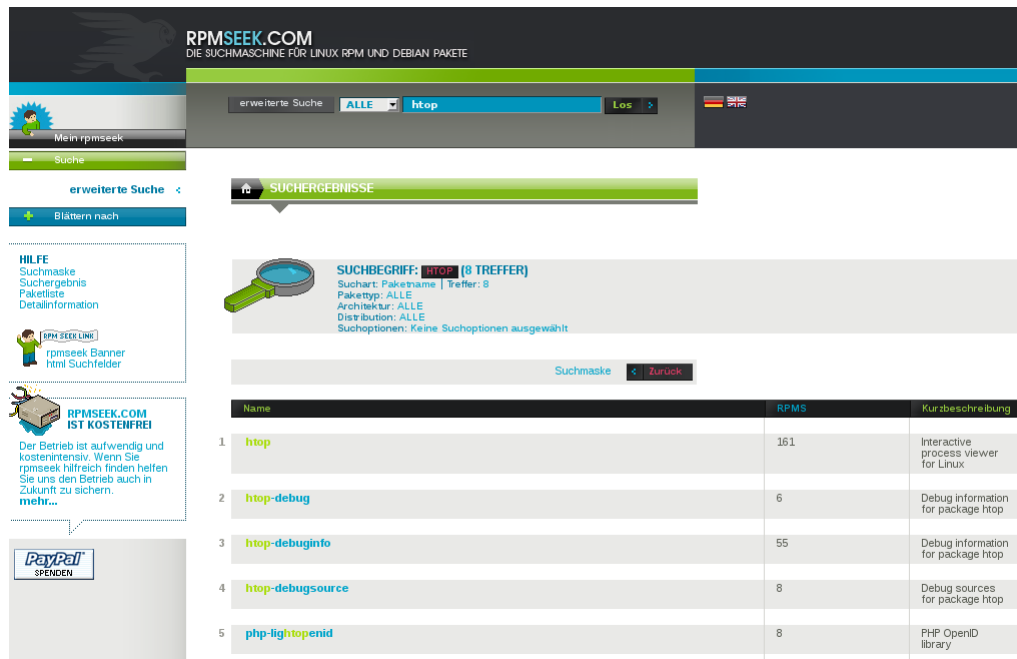 RPMSEEK.COM
DIE SUCHMASCHINE FÜR LINUX RPM UND DEBIAN PAKETE
erweiterte Suche ALLE htop Los
Mein rpmseek
Suche
erweiterte Suche
Blättern nach
SUCHERGEBNISSE
HILFE
Suchmaske
Suchergebnis
Paketliste
Detailinformation
RPM SEEK LINK
rpmseek Banner
html Suchfelder
SUCHBEGRIFF: HTOP (8 TREFFER)
Suchart: Paketname | Treffer: 8
Pakettyp: ALLE
Architektur: ALLE
Distribution: ALLE
Suchoptionen: Keine Suchoptionen ausgewählt
Suchmaske Zurück
RPMSEEK.COM
IST KOSTENFREI
Der Betrieb ist aufwendig und
kostenintensiv. Wenn Sie
rpmseek hilfreich finden helfen
Sie uns den Betrieb auch in
Zukunft zu sichern.
mehr...
PayPal
SPENDEN
Name RPMS Kurzbeschreibung
1 htop 161 Interactive
process viewer
for Linux
2 htop-debug 6 Debug information
for package htop
3 htop-debuginfo 55 Debug information
for package htop
4 htop-debugsource 8 Debug sources
for package htop
5 php-lightopenid 8 PHP OpenID
library